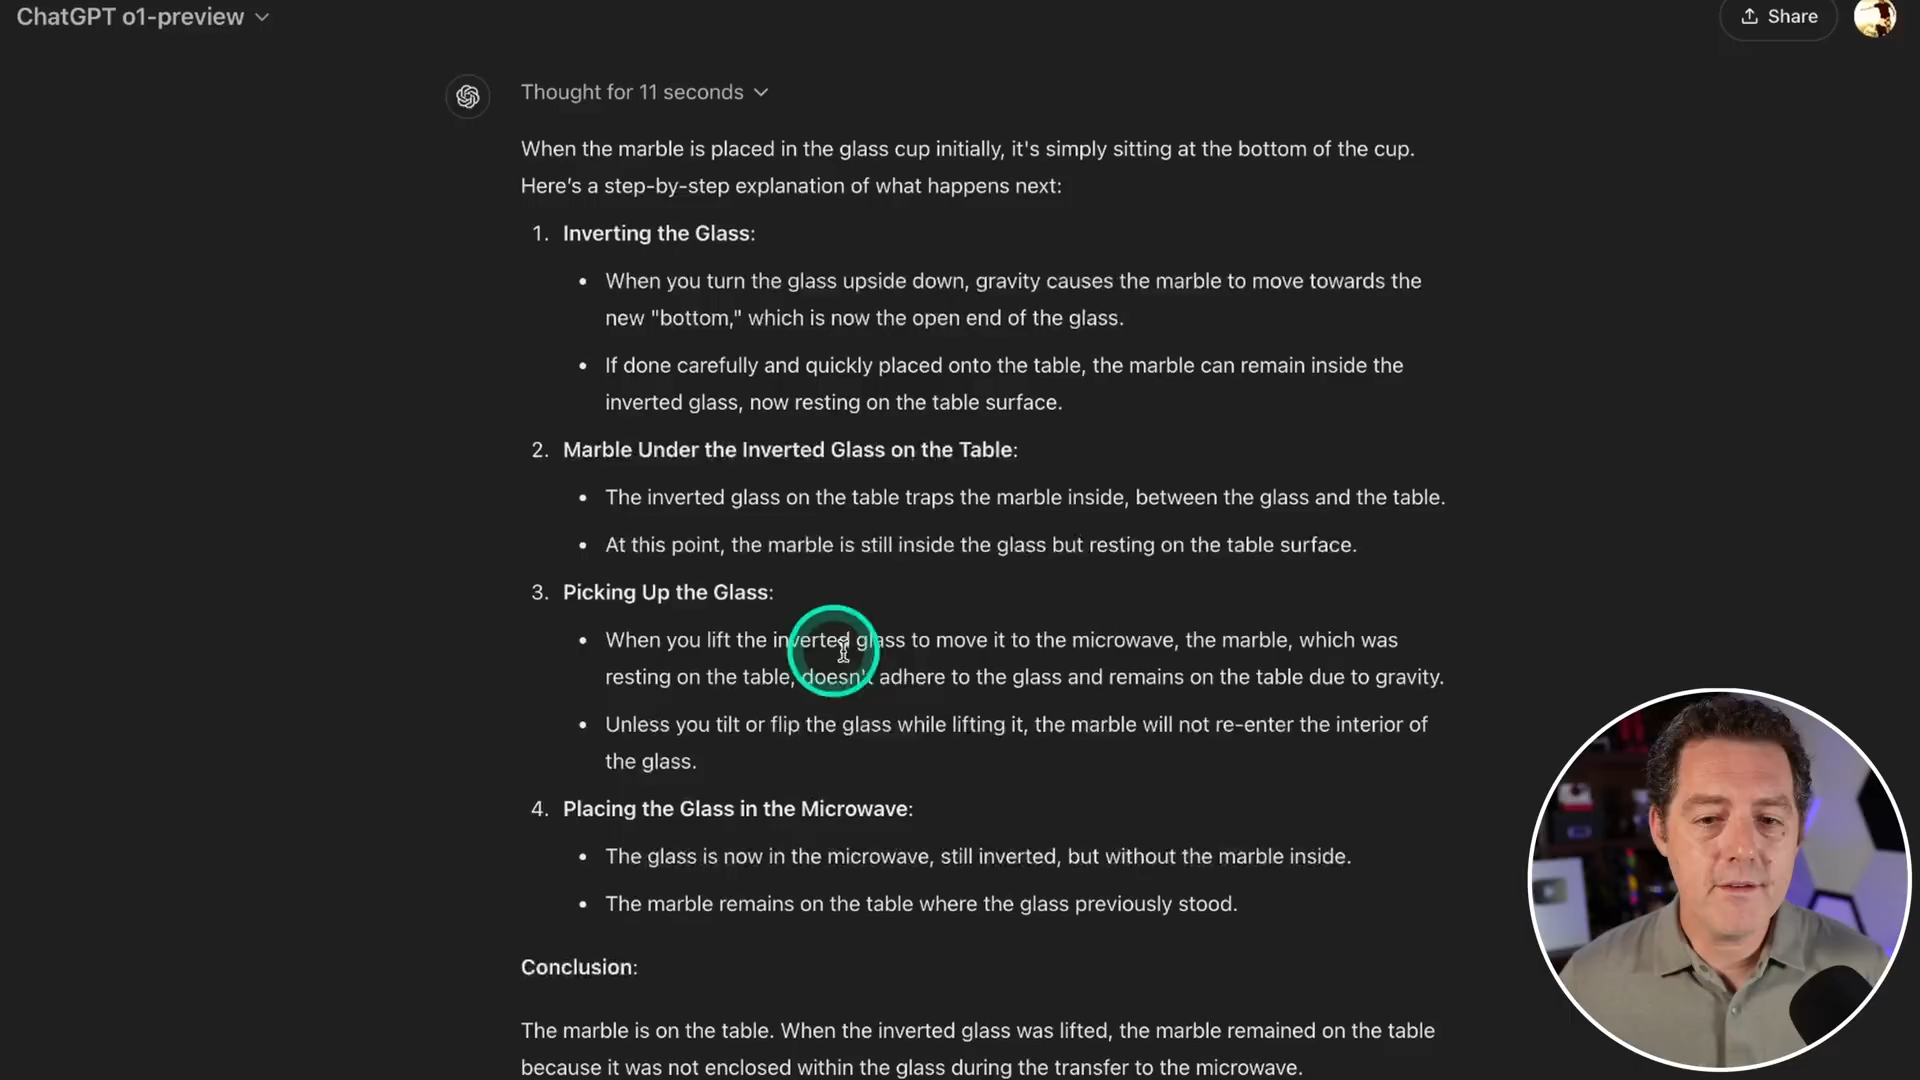 ChatGPT o1-preview
Share
Thought for 11 seconds
When the marble is placed in the glass cup initially, it's simply sitting at the bottom of the cup.
Here's a step-by-step explanation of what happens next:
1. Inverting the Glass:
• When you turn the glass upside down, gravity causes the marble to move towards the
new "bottom," which is now the open end of the glass.
• If done carefully and quickly placed onto the table, the marble can remain inside the
inverted glass, now resting on the table surface.
2. Marble Under the Inverted Glass on the Table:
• The inverted glass on the table traps the marble inside, between the glass and the table.
• At this point, the marble is still inside the glass but resting on the table surface.
3. Picking Up the Glass:
• When you lift the inverted glass to move it to the microwave, the marble, which was
resting on the table, doesn't adhere to the glass and remains on the table due to gravity.
• Unless you tilt or flip the glass while lifting it, the marble will not re-enter the interior of
the glass.
4. Placing the Glass in the Microwave:
• The glass is now in the microwave, still inverted, but without the marble inside.
• The marble remains on the table where the glass previously stood.
Conclusion:
The marble is on the table. When the inverted glass was lifted, the marble remained on the table
because it was not enclosed within the glass during the transfer to the microwave.